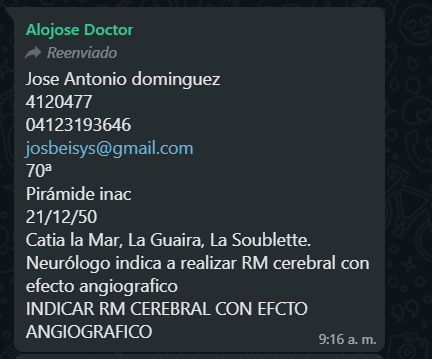 Alojose Doctor
Reenviado
Jose Antonio dominguez
4120477
04123193646
josbeisys@gmail.com
70ª
Pirámide inac
21/12/50
Catia la Mar, La Guaira, La Soublette.
Neurólogo indica a realizar RM cerebral con
efecto angiografico
INDICAR RM CEREBRAL CON EFCTO
ANGIOGRAFICO
9:16 a. m.